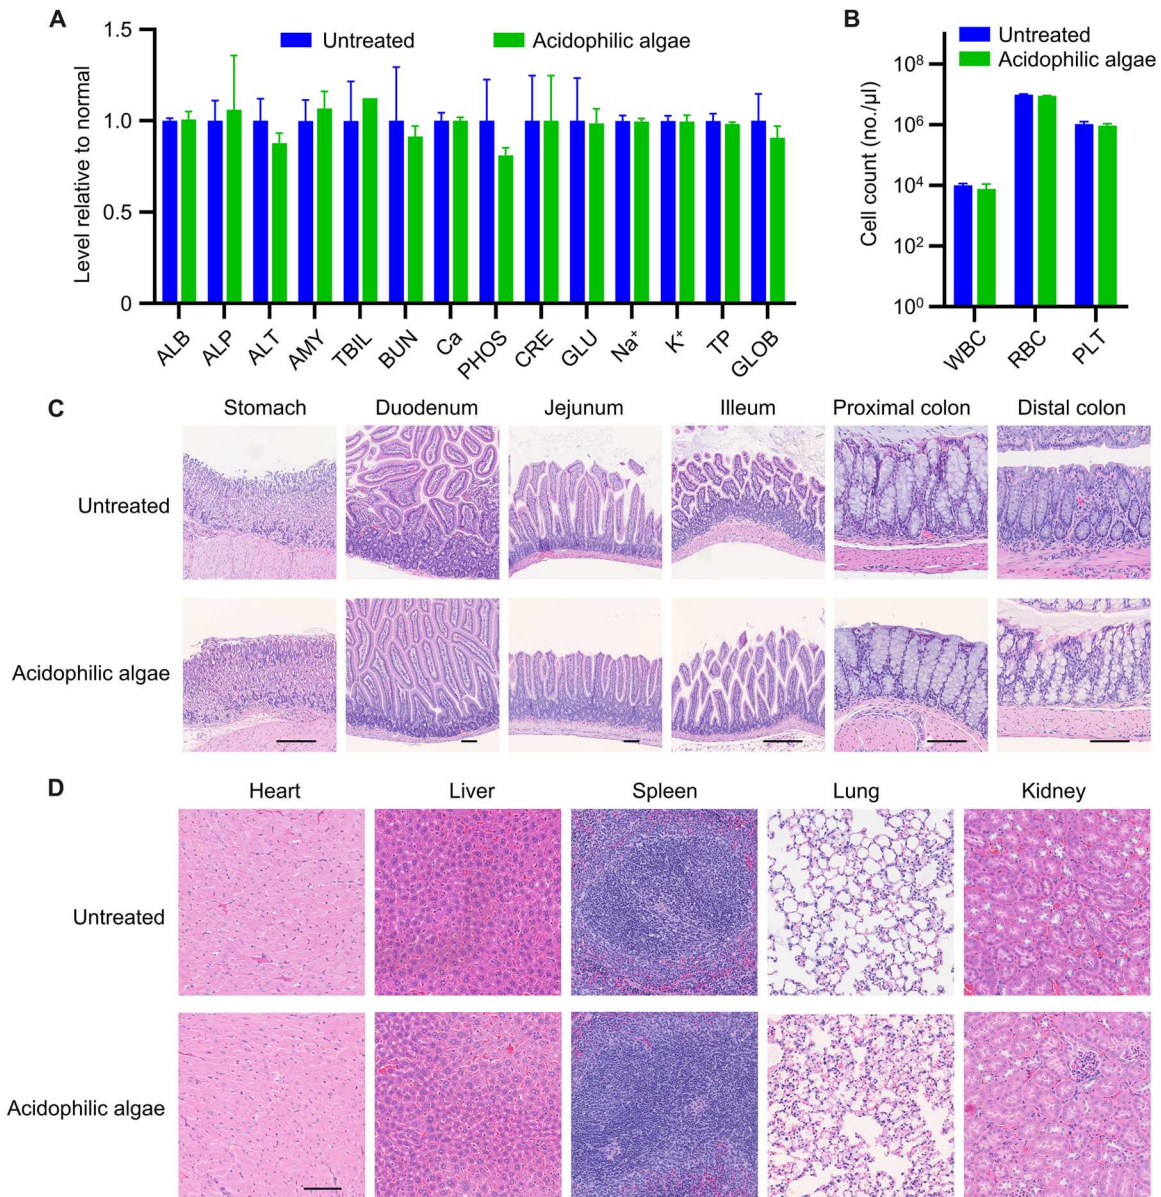 A
Untreated
Acidophilic algae
Level relative to normal
1.5
1.0
0.5
0
ALB
ALP
ALT
AMY
TBIL
BUN
Ca
PHOS
CRE
GLU
Na⁺
K⁺
TP
GLOB
B
Untreated
Acidophilic algae
Cell count (no./μl)
10⁸
10⁶
10⁴
10²
10⁰
WBC
RBC
PLT
C
Stomach Duodenum Jejunum Illeum Proximal colon Distal colon
Untreated
Acidophilic algae
D
Heart Liver Spleen Lung Kidney
Untreated
Acidophilic algae